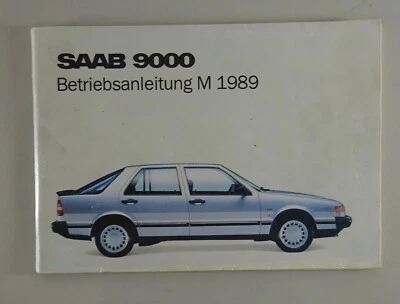 SAAB 9000
Betriebsanleitung M 1989